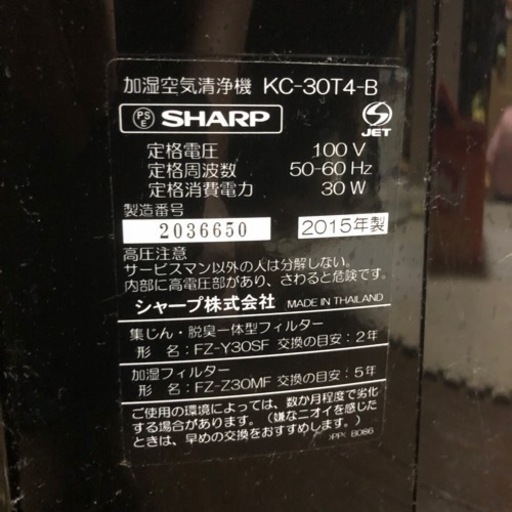 加湿空気清浄機 KC-30T4-B
PSE SHARP
JET
定格電圧 100 V
定格周波数 50-60 Hz
定格消費電力 30 W
製造番号
2036650 2015年製
高圧注意
サービスマン以外の人は分解しない。
内部に高電圧部があり、さわると危険です。
シャープ株式会社 MADE IN THAILAND
集じん・脱臭一体型フィルター
形 名:FZ-Y30SF 交換の目安:2年
加湿フィルター
形 名:FZ-Z30MF 交換の目安:5年
ご使用の環境によっては、数か月程度で劣化
する場合があります。(嫌なニオイを感じた
ときは、早めの交換をおすすめします。)
B086